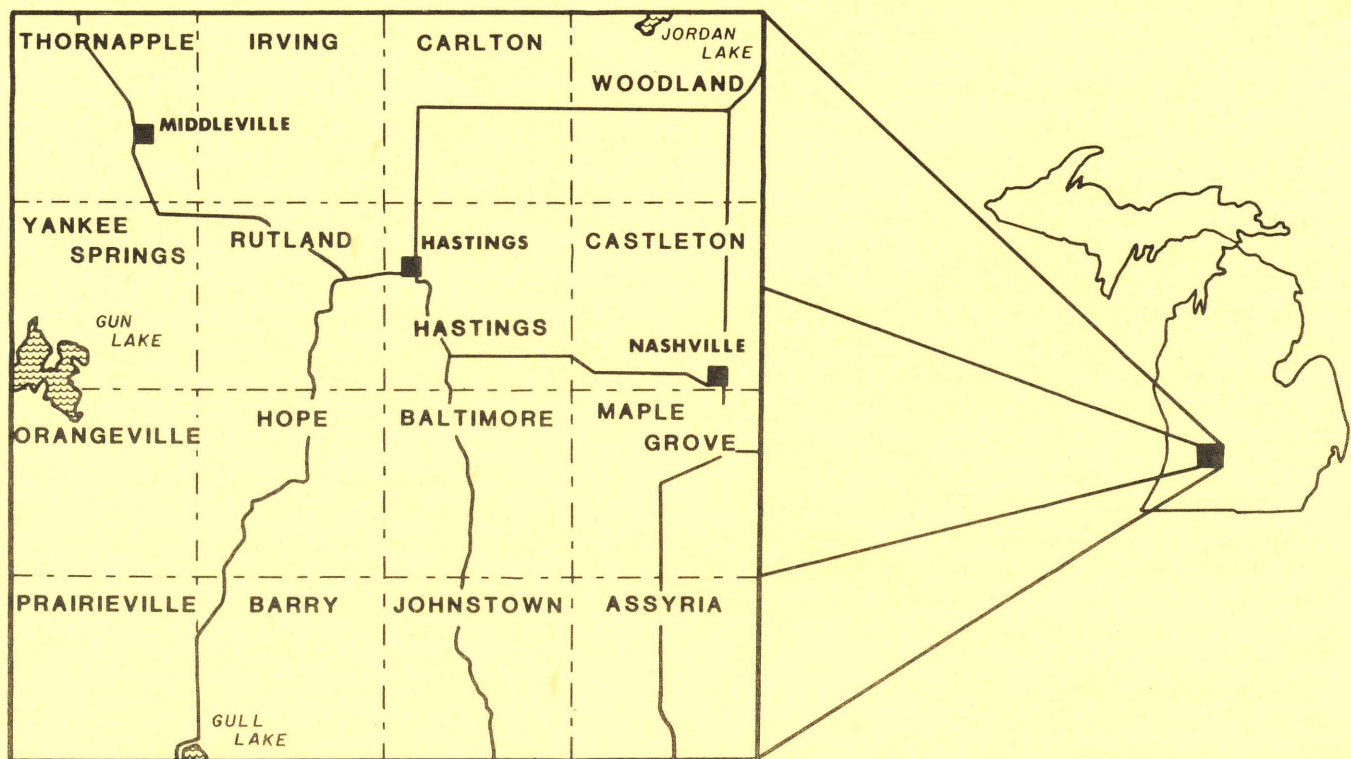 THORNAPPLE
IRVING
CARLTON
JORDAN
LAKE
WOODLAND
MIDDLEVILLE
YANKEE
SPRINGS
RUTLAND
HASTINGS
CASTLETON
GUN
LAKE
HASTINGS
NASHVILLE
ORANGEVILLE
HOPE
BALTIMORE
MAPLE
GROVE
PRAIRIEVILLE
BARRY
JOHNSTOWN
ASSYRIA
GULL
LAKE